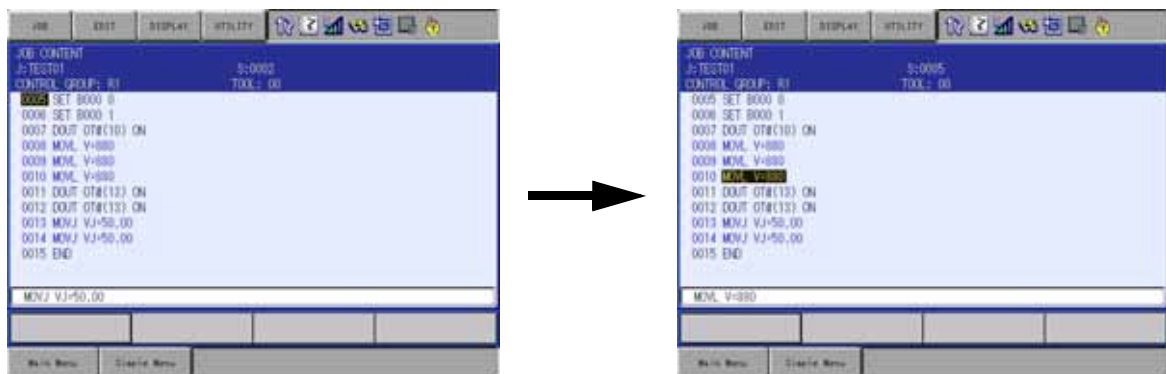 JOB EDIT DISPLAY UTILITY
JOB CONTENT
J:TEST01 S:0002
CONTROL GROUP: R1 TOOL: 00
0005 SET B000 0
0006 SET B000 1
0007 DOUT OT#(10) ON
0008 MOVL V=880
0009 MOVL V=880
0010 MOVL V=880
0011 DOUT OT#(13) ON
0012 DOUT OT#(13) ON
0013 MOVJ VJ=50.00
0014 MOVJ VJ=50.00
0015 END
MOVJ VJ=50.00
Main Menu Simple Menu
JOB EDIT DISPLAY UTILITY
JOB CONTENT
J:TEST01 S:0005
CONTROL GROUP: R1 TOOL: 00
0005 SET B000 0
0006 SET B000 1
0007 DOUT OT#(10) ON
0008 MOVL V=880
0009 MOVL V=880
0010 MOVL V=880
0011 DOUT OT#(13) ON
0012 DOUT OT#(13) ON
0013 MOVJ VJ=50.00
0014 MOVJ VJ=50.00
0015 END
MOVL V=880
Main Menu Simple Menu